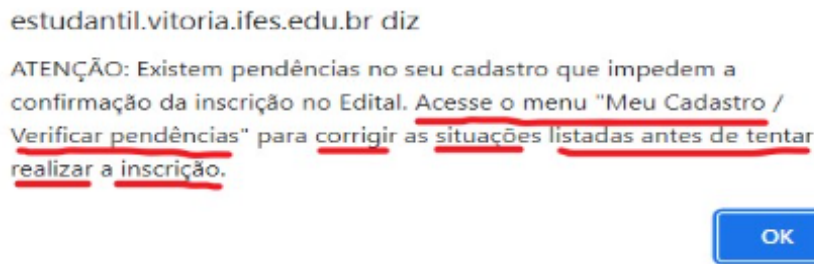 estudantil.vitoria.ifes.edu.br diz
ATENÇÃO: Existem pendências no seu cadastro que impedem a
confirmação da inscrição no Edital. Acesse o menu "Meu Cadastro /
Verificar pendências" para corrigir as situações listadas antes de tentar
realizar a inscrição.
OK